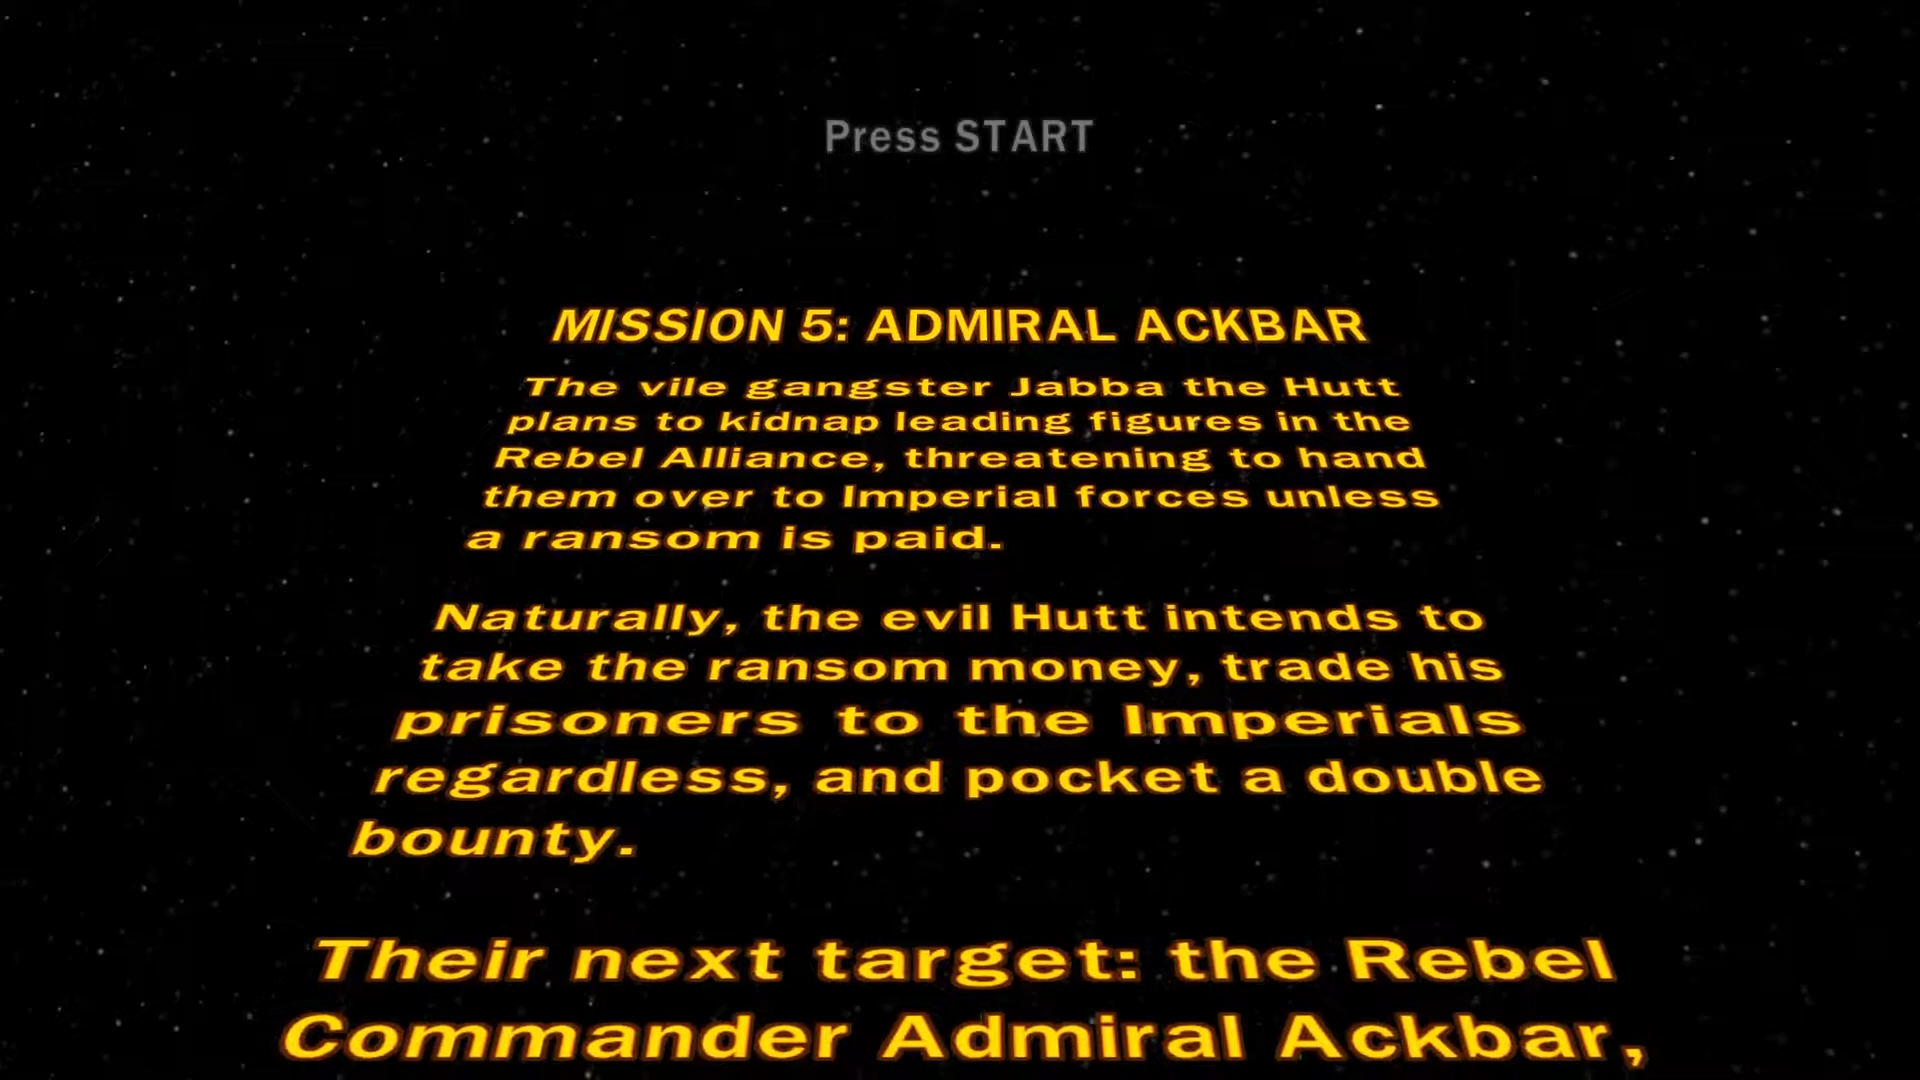 Press START
MISSION 5: ADMIRAL ACKBAR
The vile gangster Jabba the Hutt
plans to kidnap leading figures in the
Rebel Alliance, threatening to hand
them over to Imperial forces unless
a ransom is paid.
Naturally, the evil Hutt intends to
take the ransom money, trade his
prisoners to the Imperials
regardless, and pocket a double
bounty.
Their next target: the Rebel
Commander Admiral Ackbar,